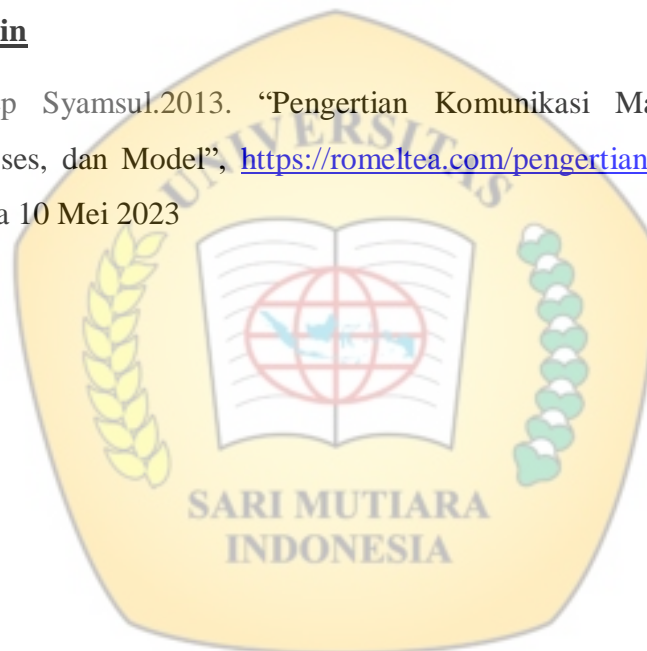 in
p Syamsul.2013. “Pengertian Komunikasi Ma
ses, dan Model”, https://romeltea.com/pengertian
a 10 Mei 2023
UNIVERSITAS
SARI MUTIARA
INDONESIA